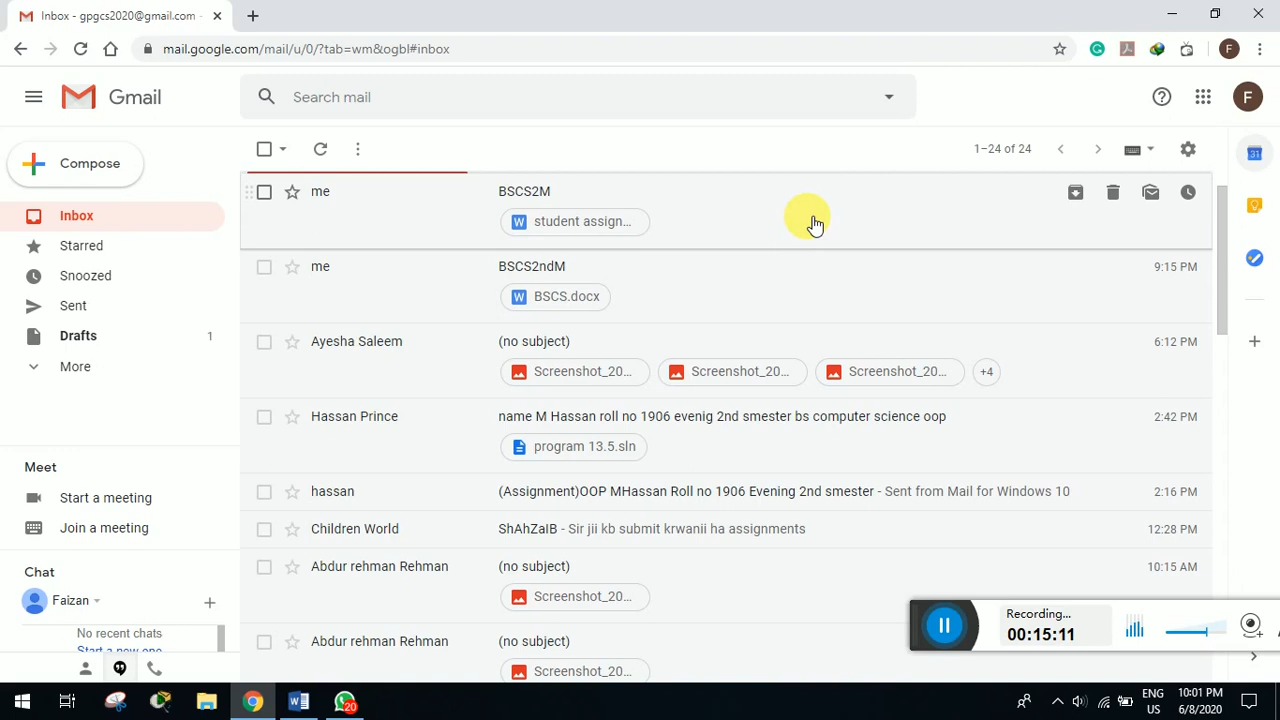 Inbox - gpgcs2020@gmail.com -
mail.google.com/mail/u/0/?tab=wm&ogbl#inbox
F
Gmail
Search mail
F
Compose
1–24 of 24
31
Inbox
Starred
Snoozed
Sent
Drafts 1
More
me BSCS2M
W student assign...
me BSCS2ndM 9:15 PM
W BSCS.docx
Ayesha Saleem (no subject) 6:12 PM
Screenshot_20... Screenshot_20... Screenshot_20... +4
Hassan Prince name M Hassan roll no 1906 evenig 2nd smester bs computer science oop 2:42 PM
program 13.5.sln
hassan (Assignment)OOP MHassan Roll no 1906 Evening 2nd smester - Sent from Mail for Windows 10 2:16 PM
Children World ShAhZaIB - Sir jii kb submit krwanii ha assignments 12:28 PM
Abdur rehman Rehman (no subject) 10:15 AM
Screenshot_20...
Abdur rehman Rehman (no subject)
Screenshot_20...
Meet
Start a meeting
Join a meeting
Chat
Faizan
No recent chats
Start a new one
Recording...
00:15:11
W
20
ENG
US
10:01 PM
6/8/2020